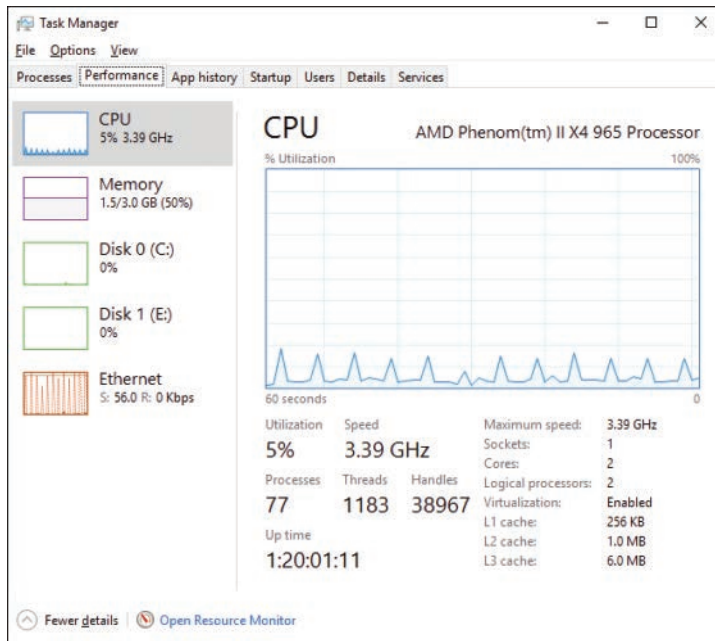 Task Manager
File Options View
Processes Performance App history Startup Users Details Services
CPU
5% 3.39 GHz
Memory
1.5/3.0 GB (50%)
Disk 0 (C:)
0%
Disk 1 (E:)
0%
Ethernet
S: 56.0 R: 0 Kbps
CPU AMD Phenom(tm) II X4 965 Processor
% Utilization 100%
60 seconds 0
Utilization Speed
5% 3.39 GHz
Processes Threads Handles
77 1183 38967
Up time
1:20:01:11
Maximum speed: 3.39 GHz
Sockets: 1
Cores: 2
Logical processors: 2
Virtualization: Enabled
L1 cache: 256 KB
L2 cache: 1.0 MB
L3 cache: 6.0 MB
Fewer details Open Resource Monitor